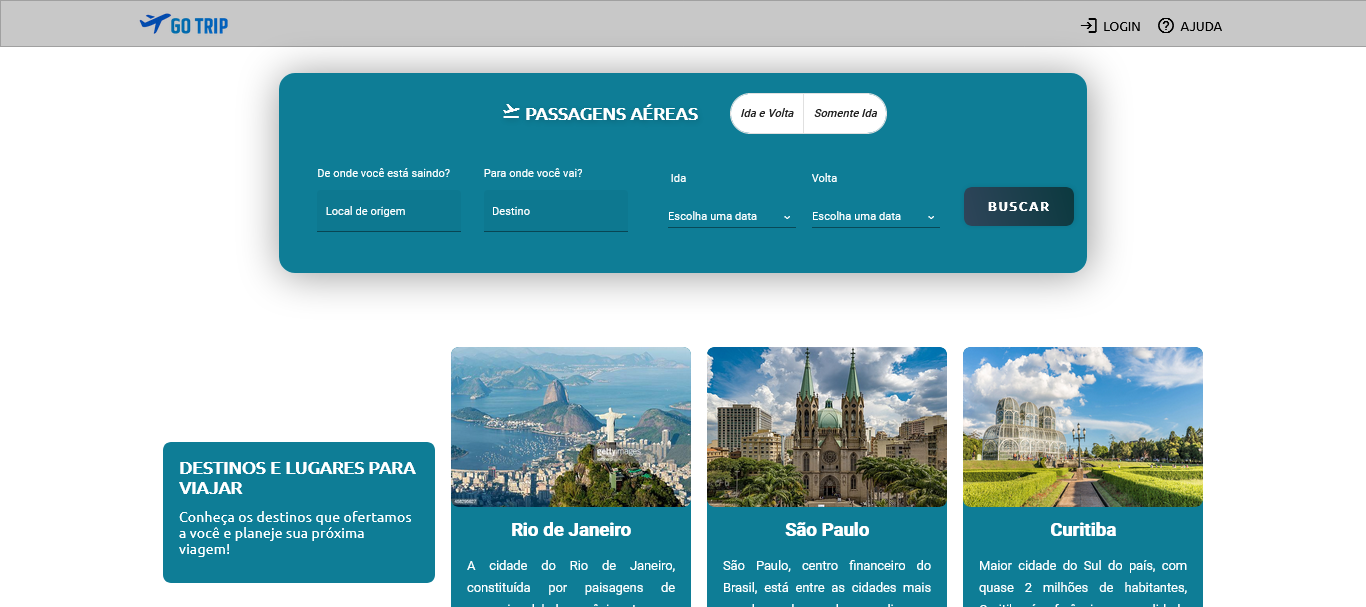 GO TRIP
LOGIN
AJUDA
PASSAGENS AÉREAS
Ida e Volta
Somente Ida
De onde você está saindo?
Para onde você vai?
Ida
Volta
Local de origem
Destino
Escolha uma data
Escolha uma data
BUSCAR
DESTINOS E LUGARES PARA
VIAJAR
Conheça os destinos que ofertamos
a você e planeje sua próxima
viagem!
gettyimages
Rio de Janeiro
A cidade do Rio de Janeiro,
constituída por paisagens de
São Paulo
São Paulo, centro financeiro do
Brasil, está entre as cidades mais
Curitiba
Maior cidade do Sul do país, com
quase 2 milhões de habitantes,